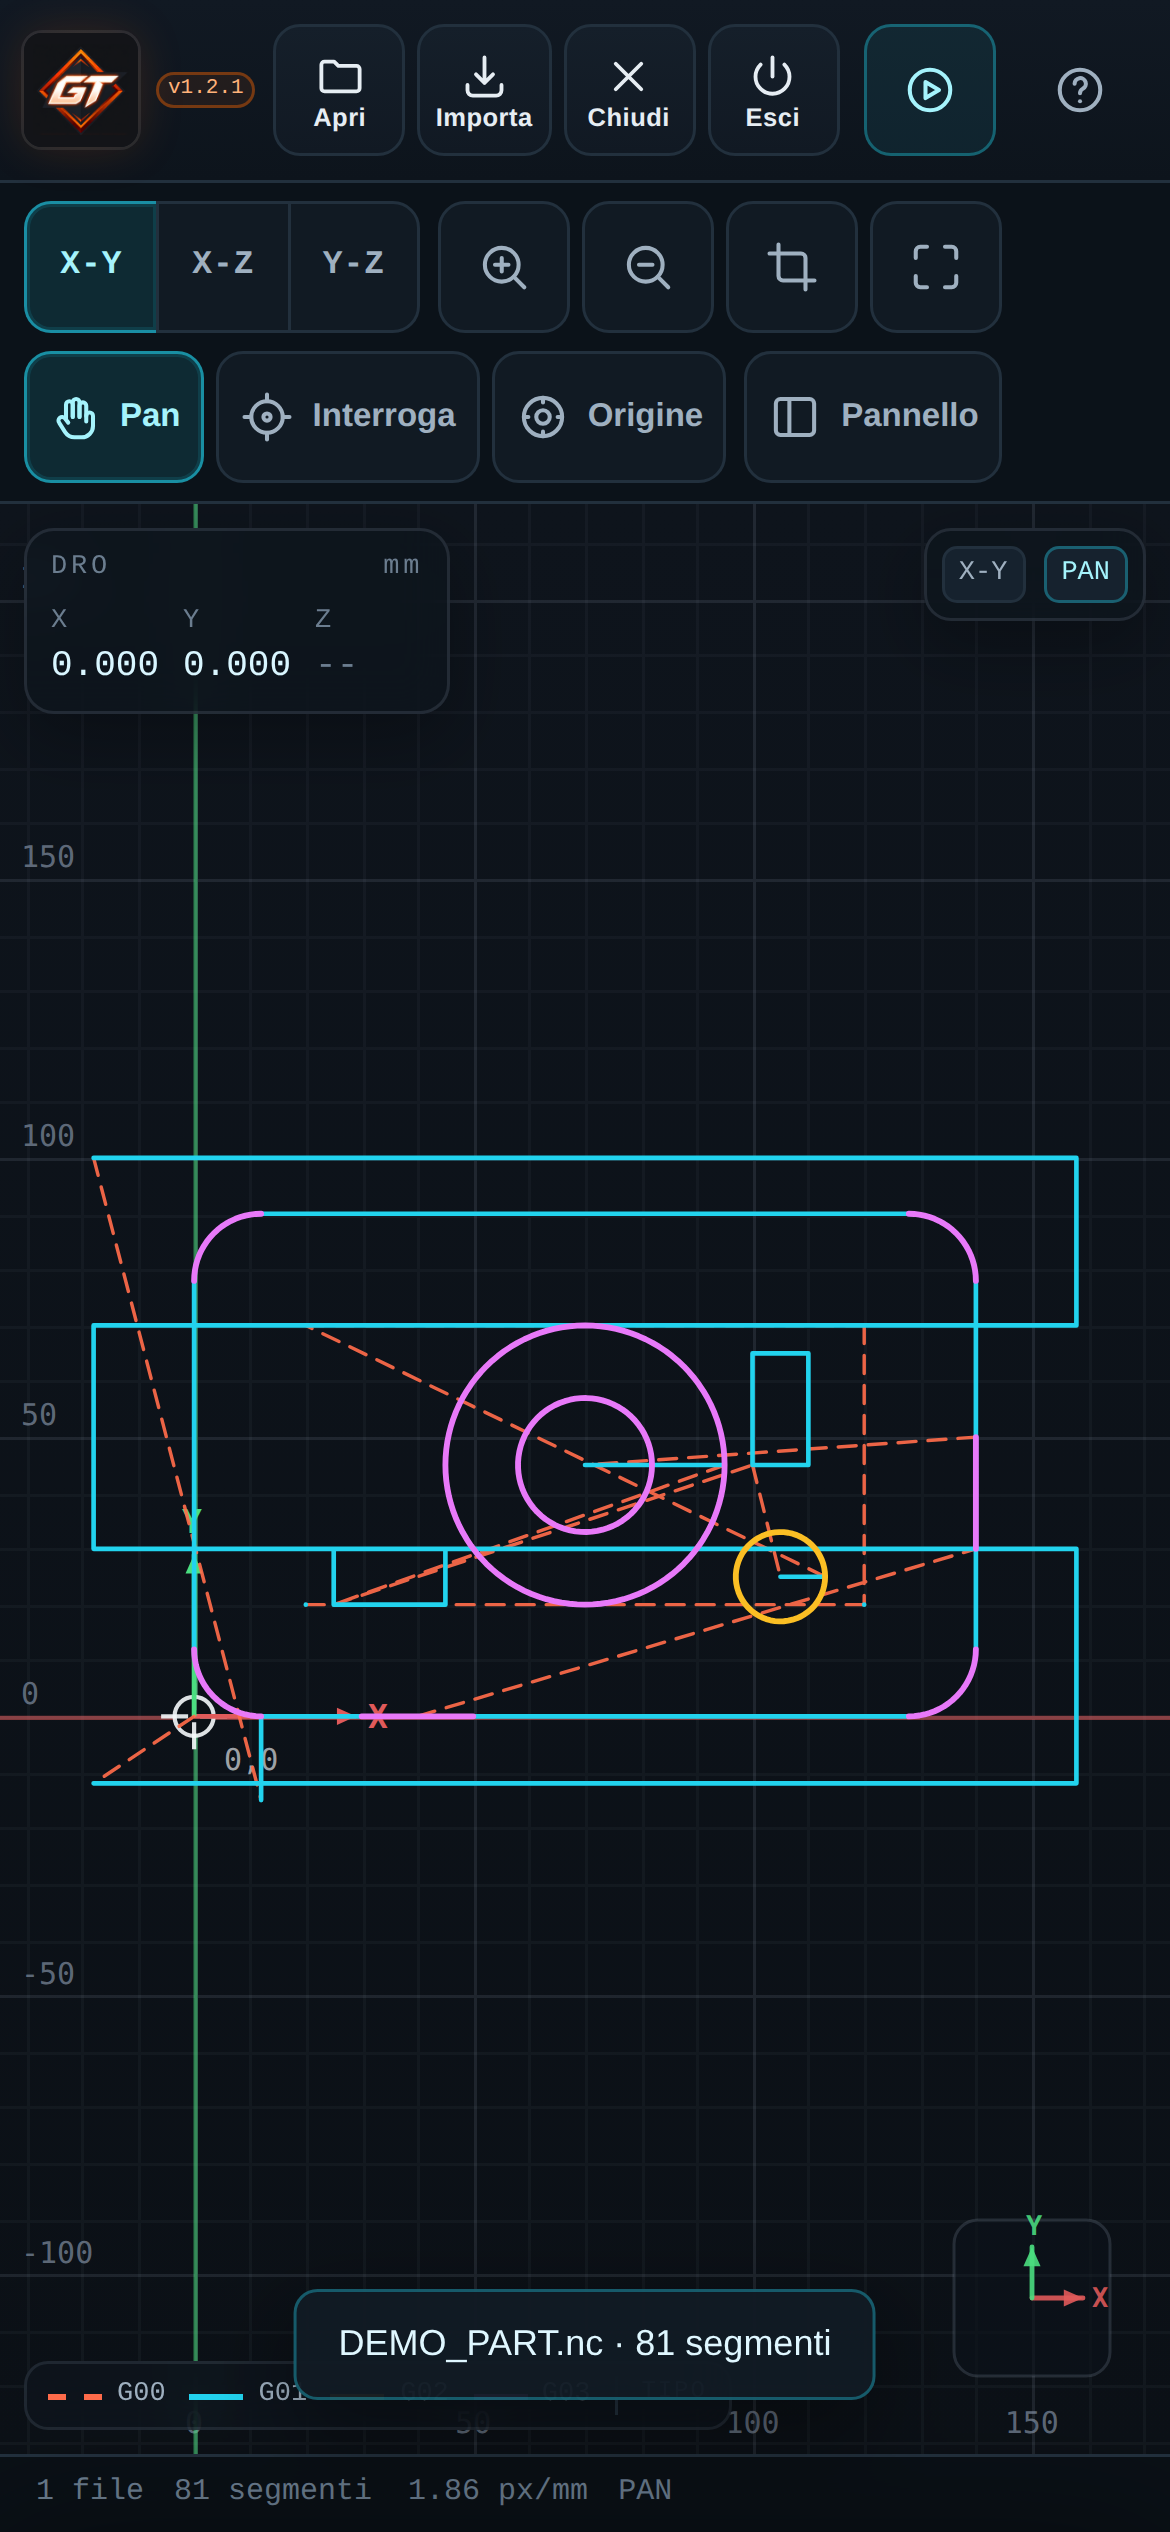 GT
v1.2.1
Apri
Importa
Chiudi
Esci
X-Y
X-Z
Y-Z
Pan
Interroga
Origine
Pannello
DRO
mm
X
Y
Z
0.000
0.000
--
X-Y
PAN
150
100
50
Y
0
X
0,0
-50
-100
Y
X
DEMO_PART.nc · 81 segmenti
G00
G01
G02
G03
0
50
100
150
1 file
81 segmenti
1.86 px/mm
PAN